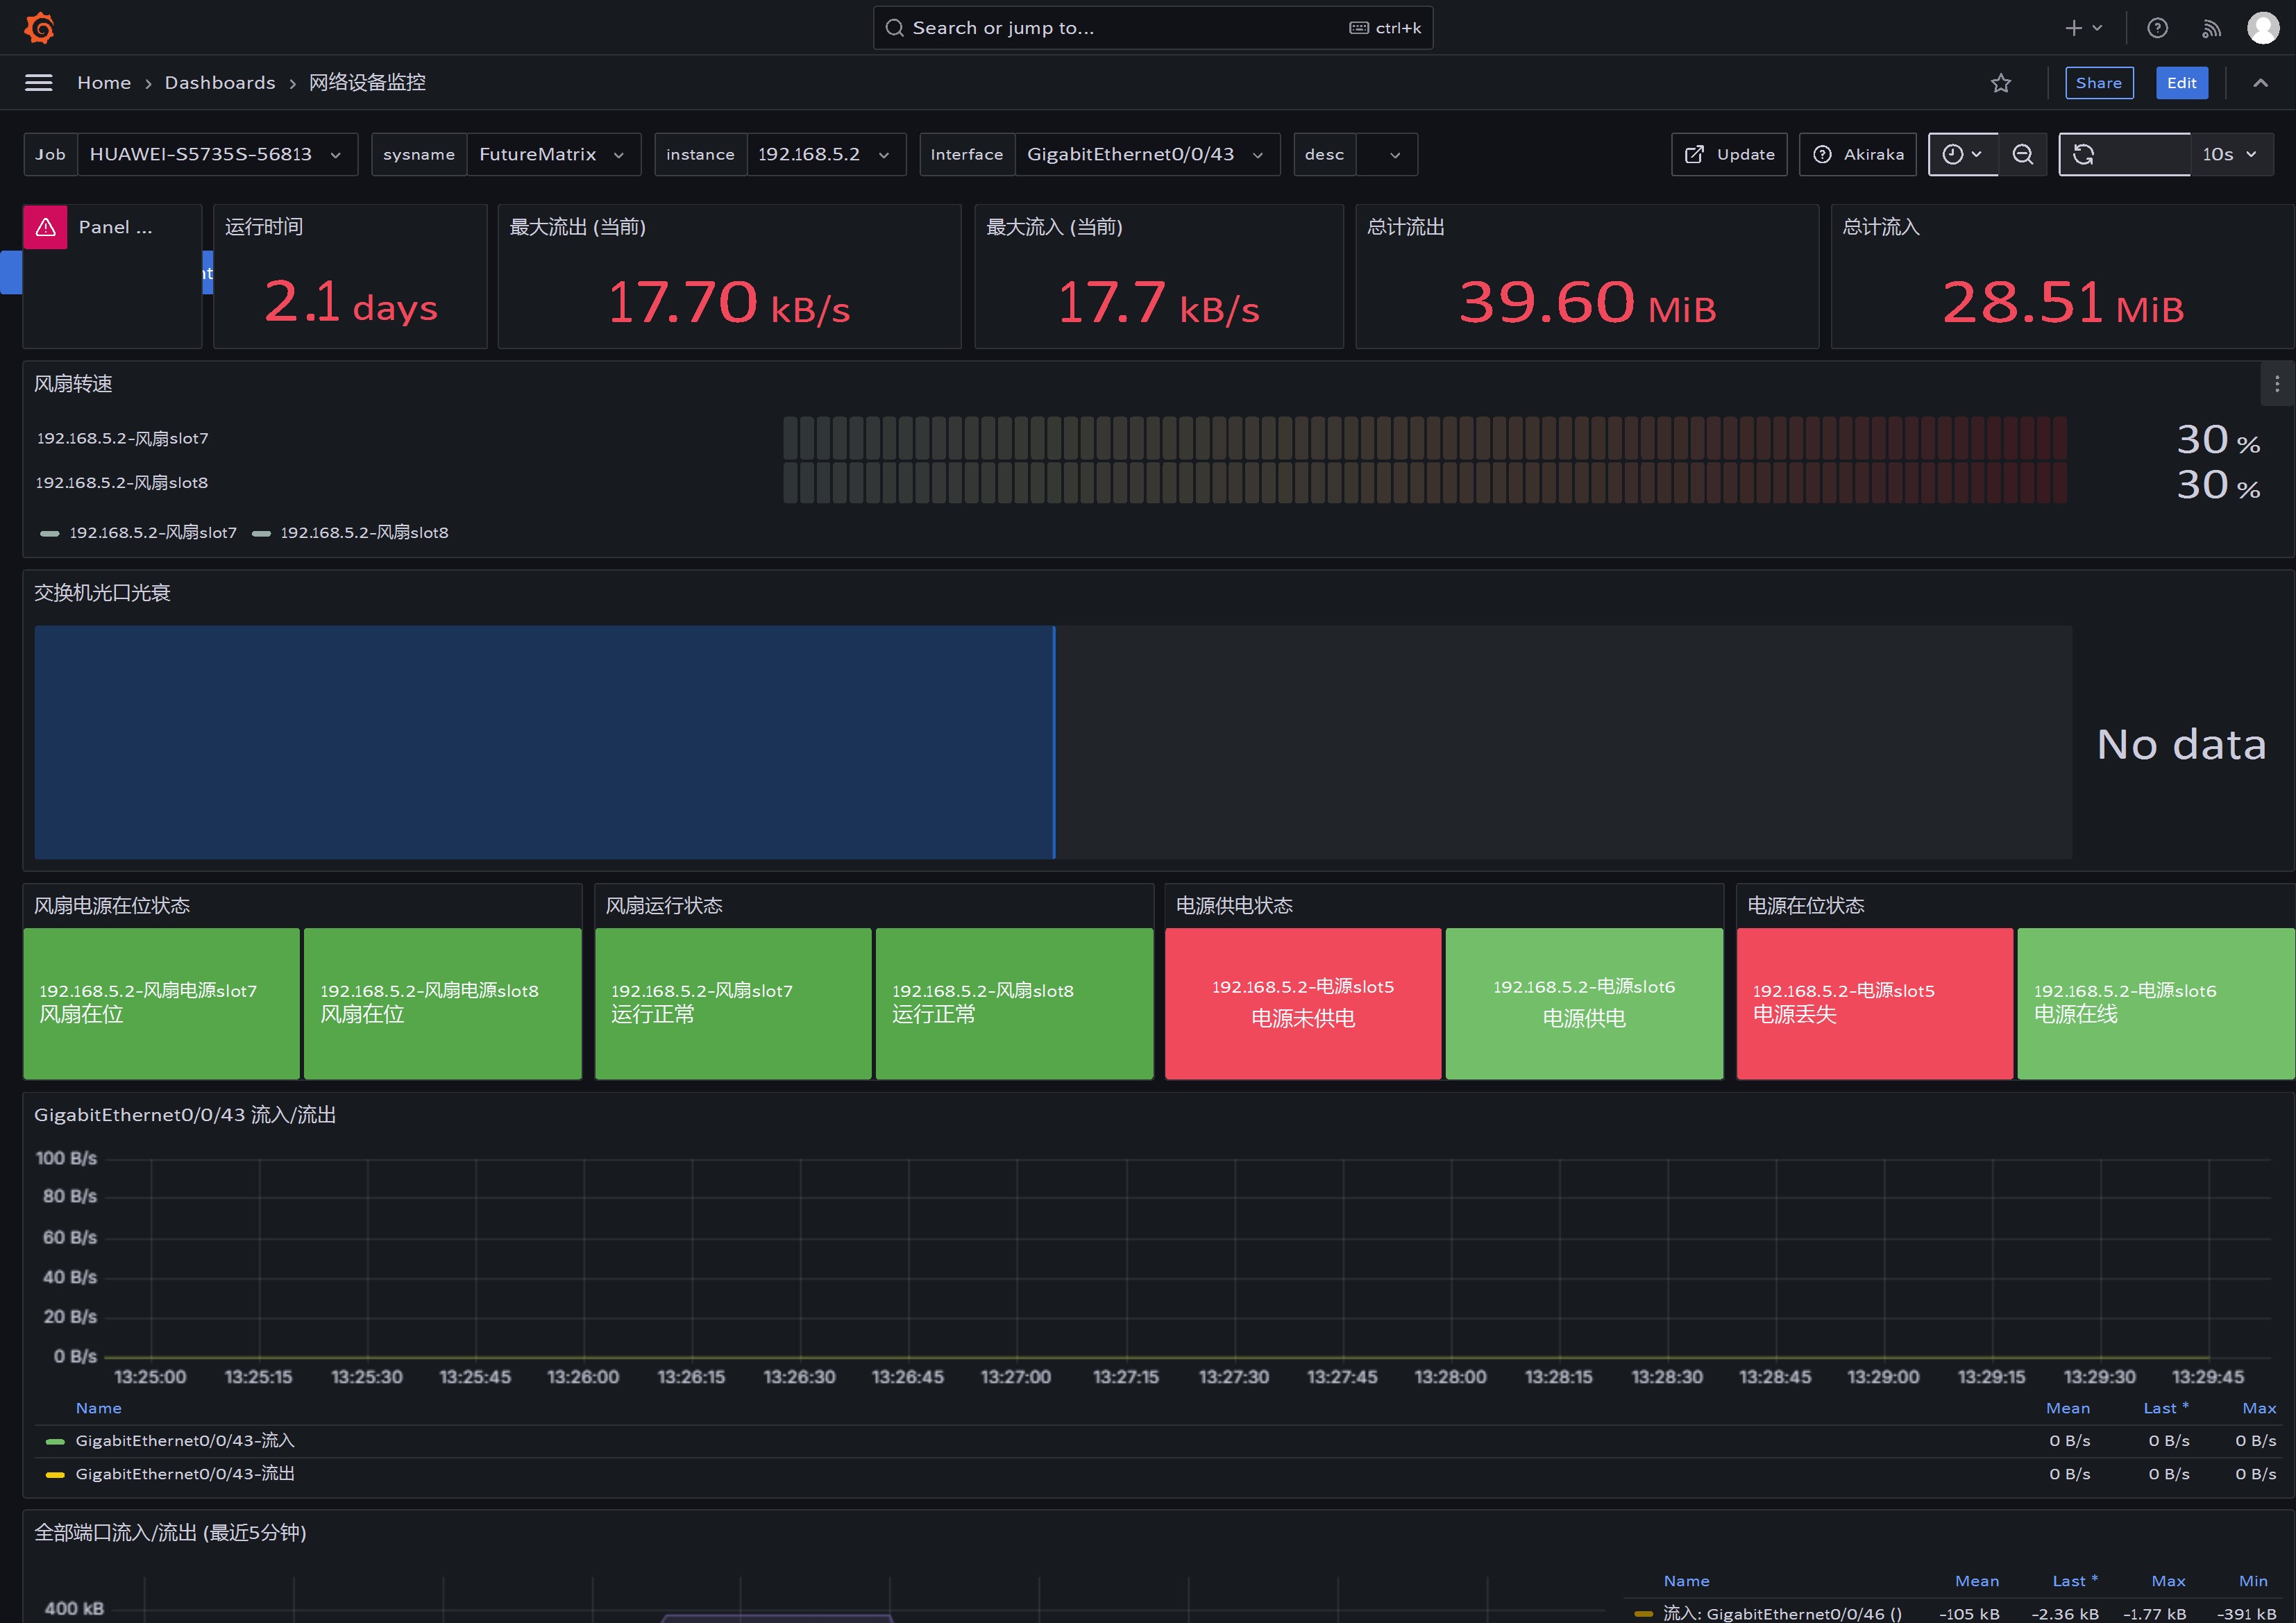 Search or jump to...
ctrl+k
Home › Dashboards › 网络设备监控
Share
Edit
Job HUAWEI-S5735S-56813
sysname FutureMatrix
instance 192.168.5.2
Interface GigabitEthernet0/0/43
desc
Update
Akiraka
10s
Panel ...
运行时间
2.1 days
最大流出 (当前)
17.70 kB/s
最大流入 (当前)
17.7 kB/s
总计流出
39.60 MiB
总计流入
28.51 MiB
风扇转速
192.168.5.2-风扇slot7
30 %
192.168.5.2-风扇slot8
30 %
192.168.5.2-风扇slot7 192.168.5.2-风扇slot8
交换机光口光衰
No data
风扇电源在位状态
192.168.5.2-风扇电源slot7
风扇在位
192.168.5.2-风扇电源slot8
风扇在位
风扇运行状态
192.168.5.2-风扇slot7
运行正常
192.168.5.2-风扇slot8
运行正常
电源供电状态
192.168.5.2-电源slot5
电源未供电
192.168.5.2-电源slot6
电源供电
电源在位状态
192.168.5.2-电源slot5
电源丢失
192.168.5.2-电源slot6
电源在线
GigabitEthernet0/0/43 流入/流出
100 B/s
80 B/s
60 B/s
40 B/s
20 B/s
0 B/s
13:25:00 13:25:15 13:25:30 13:25:45 13:26:00 13:26:15 13:26:30 13:26:45 13:27:00 13:27:15 13:27:30 13:27:45 13:28:00 13:28:15 13:28:30 13:28:45 13:29:00 13:29:15 13:29:30 13:29:45
Name Mean Last * Max
GigabitEthernet0/0/43-流入 0 B/s 0 B/s 0 B/s
GigabitEthernet0/0/43-流出 0 B/s 0 B/s 0 B/s
全部端口流入/流出 (最近5分钟)
400 kB
Name Mean Last * Max Min
流入: GigabitEthernet0/0/46 () -105 kB -2.36 kB -1.77 kB -391 kB